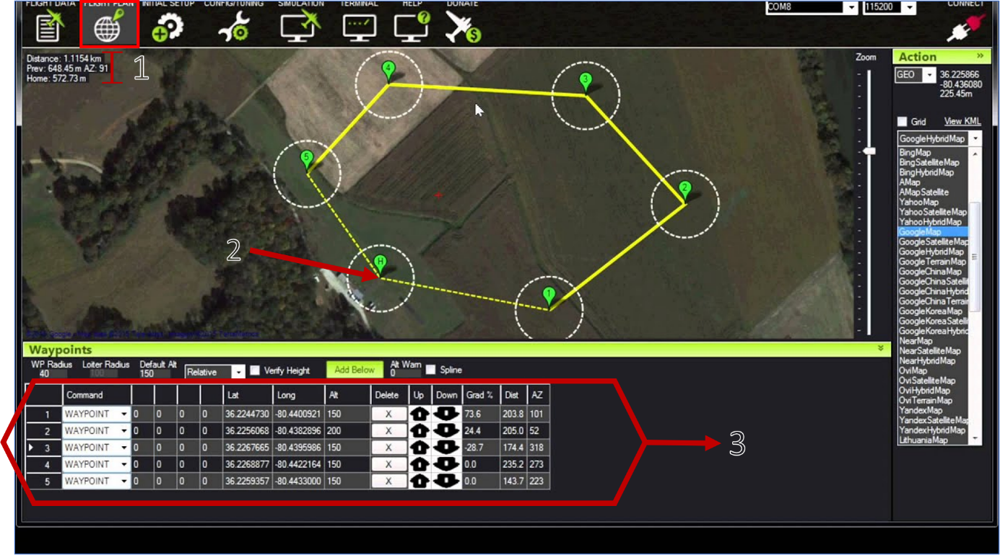 FLIGHT DATA FLIGHT PLAN INITIAL SETUP CONFIG/TUNING SIMULATION TERMINAL HELP DONATE COM8 115200 CONNECT
Distance: 1.1154 km
Prev: 648.45 m AZ: 91
Home: 572.73 m
1
4
3
5
2
2
H
1
Zoom
Action »
GEO 36.225866
-80.436080
225.45m
Grid View KML
GoogleHybridMap
BingMap
BingSatelliteMap
BingHybridMap
AMap
AMapSatellite
YahooMap
YahooSatelliteMap
YahooHybridMap
GoogleMap
GoogleSatelliteMap
GoogleHybridMap
GoogleTerrainMap
GoogleChinaMap
GoogleChinaSatelli
GoogleChinaHybrid
GoogleChinaTerrain
GoogleKoreaMap
GoogleKoreaSatelli
GoogleKoreaHybric
NearMap
NearSatelliteMap
NearHybridMap
OviMap
OviSatelliteMap
OviHybridMap
OviTerrainMap
YandexMap
YandexSatelliteMap
YandexHybridMap
LithuaniaMap
Waypoints
WP Radius Loiter Radius Default Alt Alt Warn
40 100 150 Relative Verify Height Add Below 0 Spline
Command Lat Long Alt Delete Up Down Grad % Dist AZ
1 WAYPOINT 0 0 0 0 36.2244730 -80.4400921 150 X 73.6 203.8 101
2 WAYPOINT 0 0 0 0 36.2256068 -80.4382896 200 X 24.4 205.0 52
3 WAYPOINT 0 0 0 0 36.2267665 -80.4395986 150 X -28.7 174.4 318
4 WAYPOINT 0 0 0 0 36.2268877 -80.4422164 150 X 0.0 235.2 273
5 WAYPOINT 0 0 0 0 36.2259357 -80.4433000 150 X 0.0 143.7 223
3